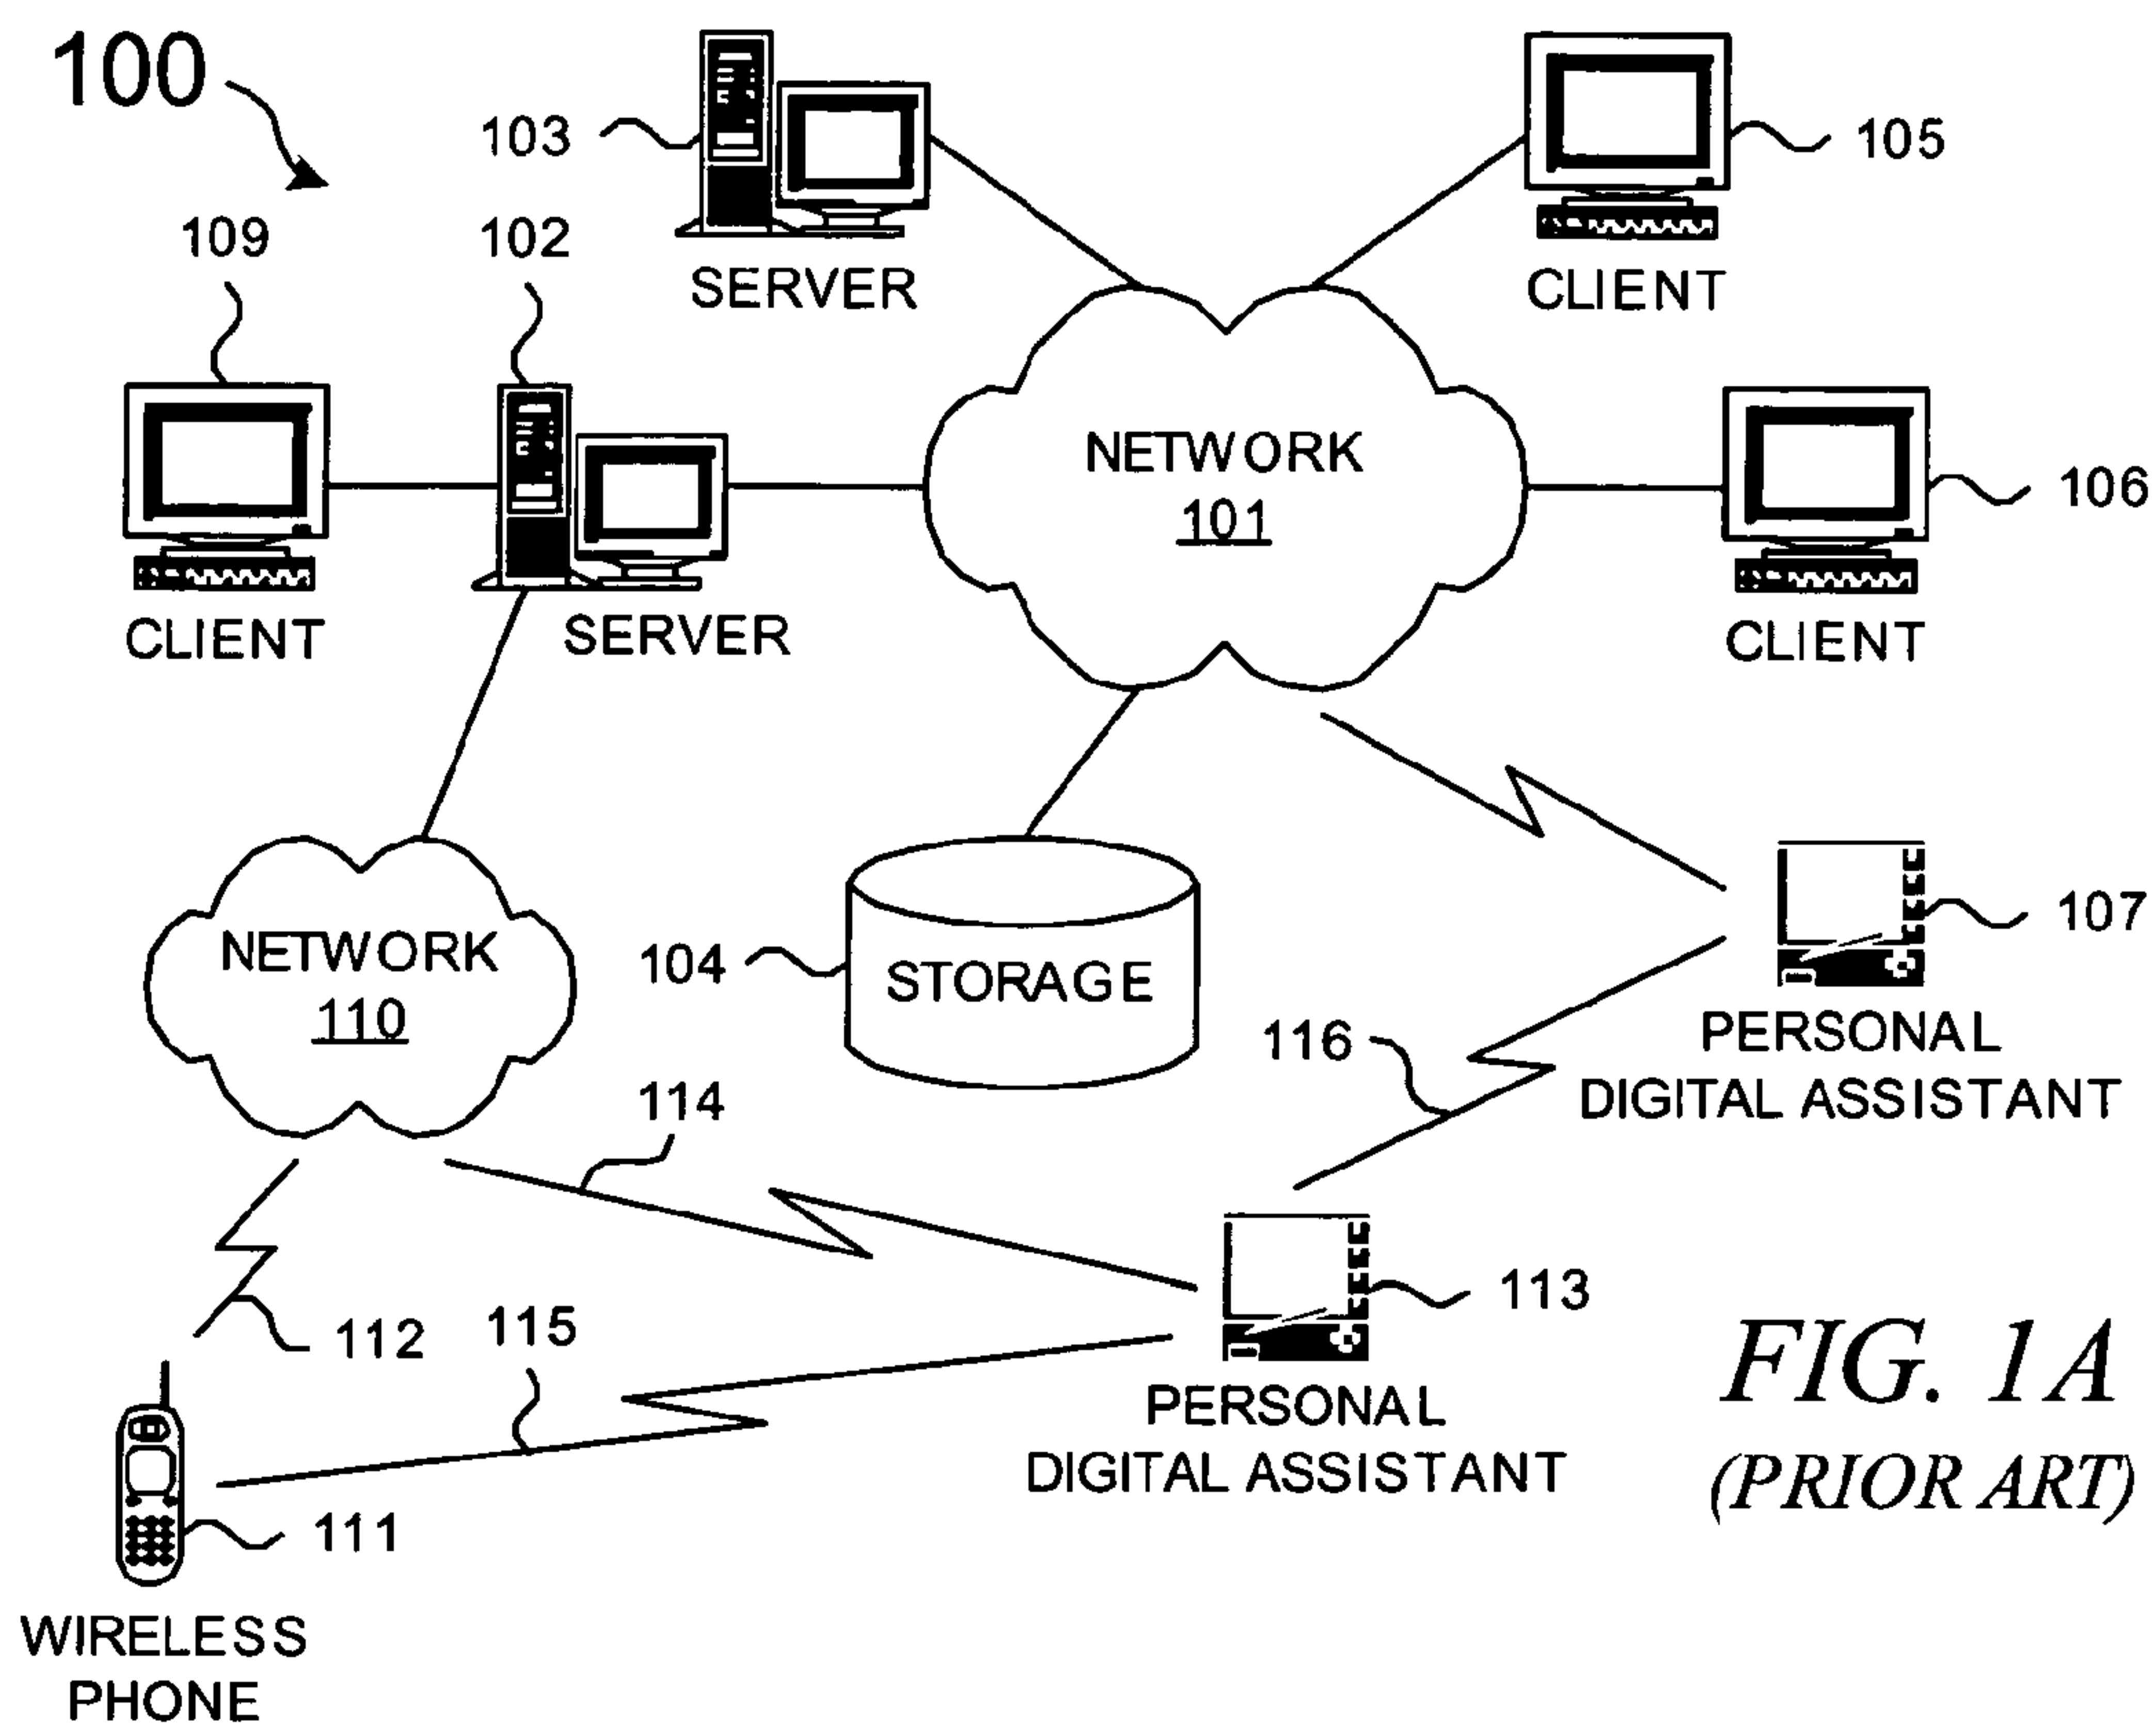 100
103
105
109
102
SERVER
CLIENT
NETWORK
101
106
CLIENT
SERVER
CLIENT
NETWORK
110
104
STORAGE
107
PERSONAL
DIGITAL ASSISTANT
116
114
113
112
115
PERSONAL
DIGITAL ASSISTANT
111
WIRELESS
PHONE
FIG. 1A
(PRIOR ART)